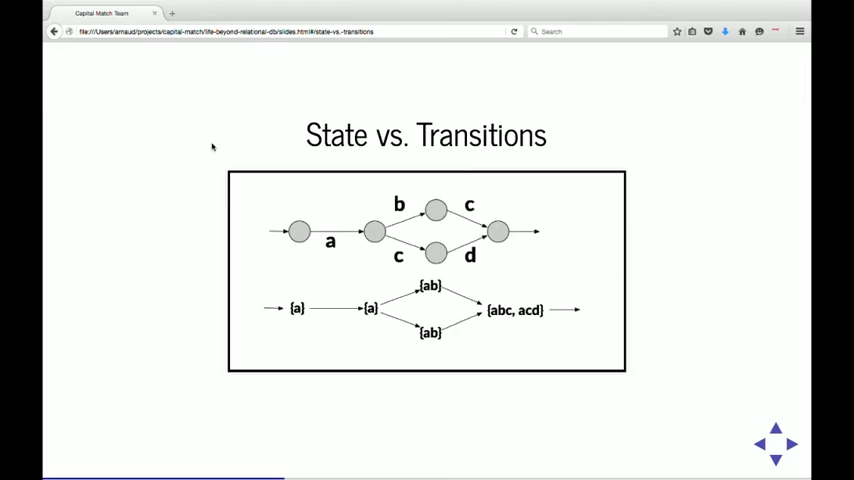 Capital Match Team
file:///Users/arnaud/projects/capital-match/life-beyond-relational-db/slides.html#/state-vs.-transitions
Search
State vs. Transitions
b c
a
c d
{ab}
{a} {a} {abc, acd}
{ab}